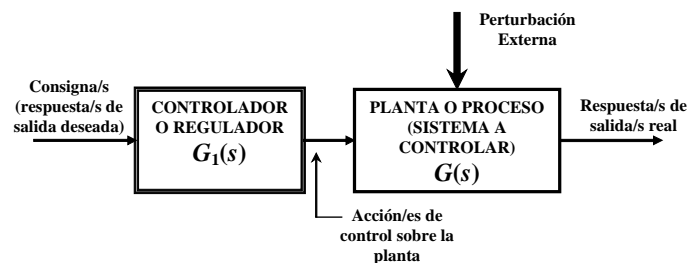 Perturbación
Externa
Consigna/s
(respuesta/s de
salida deseada)
CONTROLADOR
O REGULADOR
G₁(s)
PLANTA O PROCESO
(SISTEMA A
CONTROLAR)
G(s)
Respuesta/s de
salida/s real
Acción/es de
control sobre la
planta